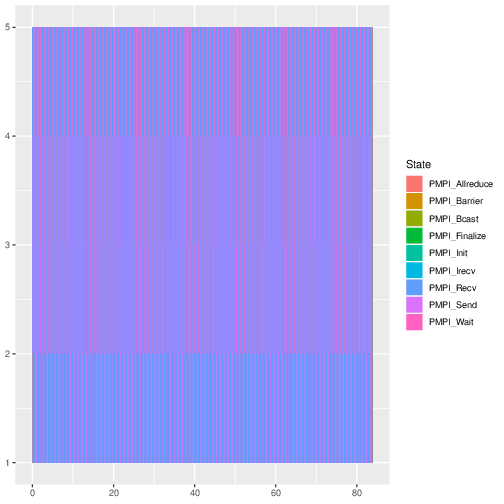 5
4
3
2
1
0
20
40
60
80
State
PMPI_Allreduce
PMPI_Barrier
PMPI_Bcast
PMPI_Finalize
PMPI_Init
PMPI_Irecv
PMPI_Recv
PMPI_Send
PMPI_Wait